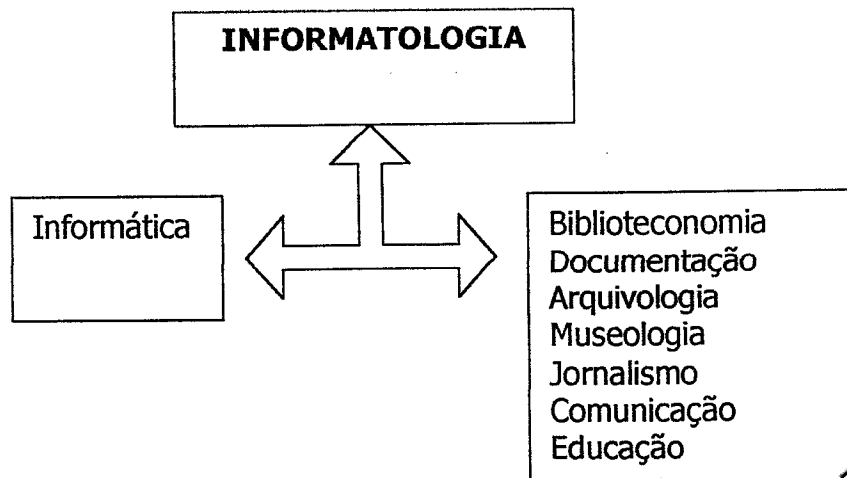 INFORMATOLOGIA
Informática
Biblioteconomia
Documentação
Arquivologia
Museologia
Jornalismo
Comunicação
Educação